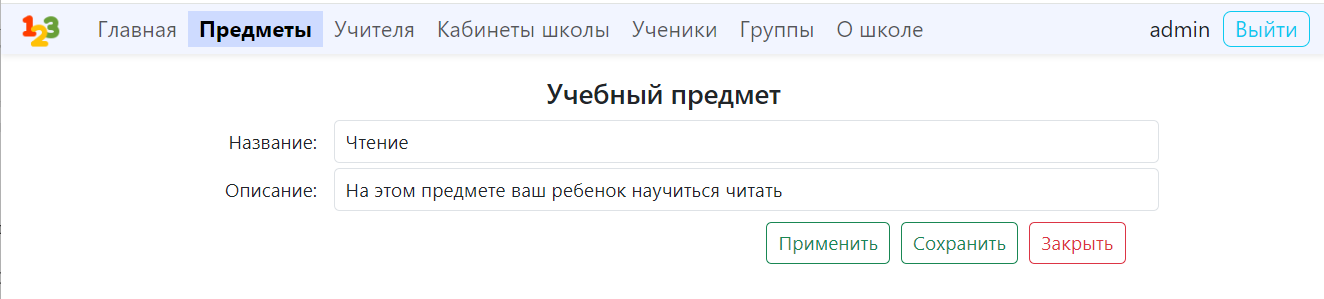 123 Главная Предметы Учителя Кабинеты школы Ученики Группы О школе admin Выйти
Учебный предмет
Название: Чтение
Описание: На этом предмете ваш ребенок научиться читать
Применить Сохранить Закрыть